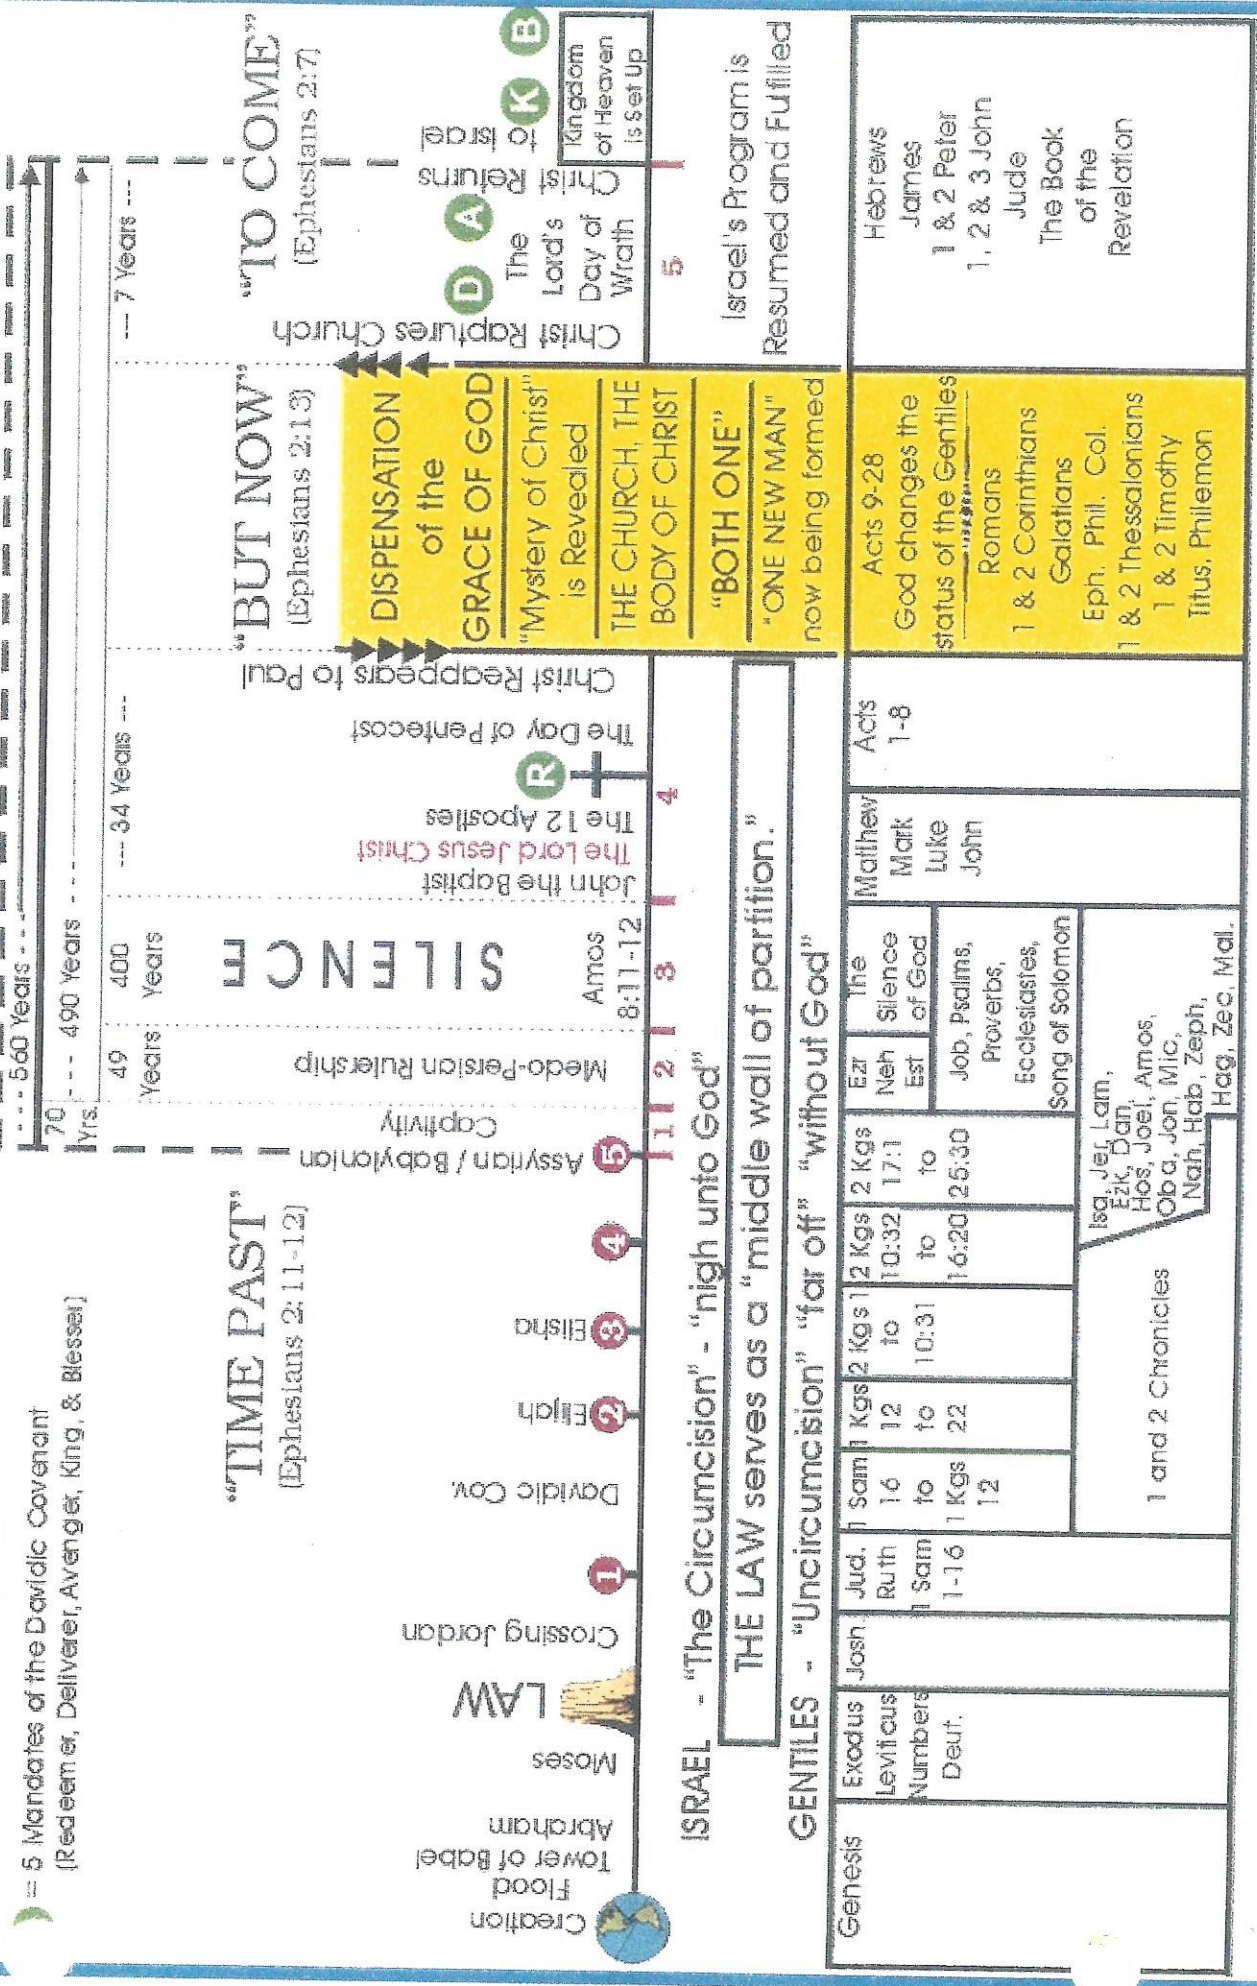 = 5 Mandates of the Davidic Covenant
(Redeemer, Deliverer, Avenger, King, & Blesser)
- - - 560 Years - - -
70
Yrs.
- - - 490 Years - - -
49
Years
400
Years
--- 34 Years ---
--- 7 Years ---
“TIME PAST”
(Ephesians 2:11-12)
“BUT NOW”
(Ephesians 2:13)
“TO COME”
(Ephesians 2:7)
Creation
Flood
Tower of Babel
Abraham
Moses
LAW
Crossing Jordan
1
Davidic Cov.
2
Elijah
3
Elisha
4
5
Assyrian / Babylonian
Captivity
Medo-Persian Rulership
SILENCE
Amos
8:11-12
John the Baptist
The Lord Jesus Christ
The 12 Apostles
R
The Day of Pentecost
Christ Reappears to Paul
1
2
3
4
5
DISPENSATION
of the
GRACE OF GOD
"Mystery of Christ"
is Revealed
THE CHURCH, THE
BODY OF CHRIST
"BOTH ONE"
"ONE NEW MAN"
now being formed
Christ Raptures Church
D
A
The
Lord's
Day of
Wrath
Christ Returns
to Israel
K
B
Kingdom
of Heaven
is Set Up
ISRAEL - "The Circumcision" - "nigh unto God"
THE LAW serves as a "middle wall of partition."
GENTILES - "Uncircumcision" "far off" "without God"
Israel's Program is
Resumed and Fufilled
Genesis
Exodus
Leviticus
Numbers
Deut.
Josh.
Jud.
Ruth
1 Sam
1-16
1 Sam
16
to
1 Kgs
12
1 Kgs
12
to
22
2 Kgs 1
to
10:31
2 Kgs
10:32
to
16:20
2 Kgs
17:1
to
25:30
1 and 2 Chronicles
Ezr
Neh
Est
The
Silence
of God
Job, Psalms,
Proverbs,
Ecclesiastes,
Song of Solomon
Isa, Jer, Lam,
Ezk, Dan,
Hos, Joel, Amos,
Oba, Jon, Mic,
Nah, Hab, Zeph,
Hag, Zec, Mal.
Matthew
Mark
Luke
John
Acts
1-8
Acts 9-28
God changes the
status of the Gentiles
Romans
1 & 2 Corinthians
Galatians
Eph. Phil. Col.
1 & 2 Thessalonians
1 & 2 Timothy
Titus, Philemon
Hebrews
James
1 & 2 Peter
1, 2 & 3 John
Jude
The Book
of the
Revelation